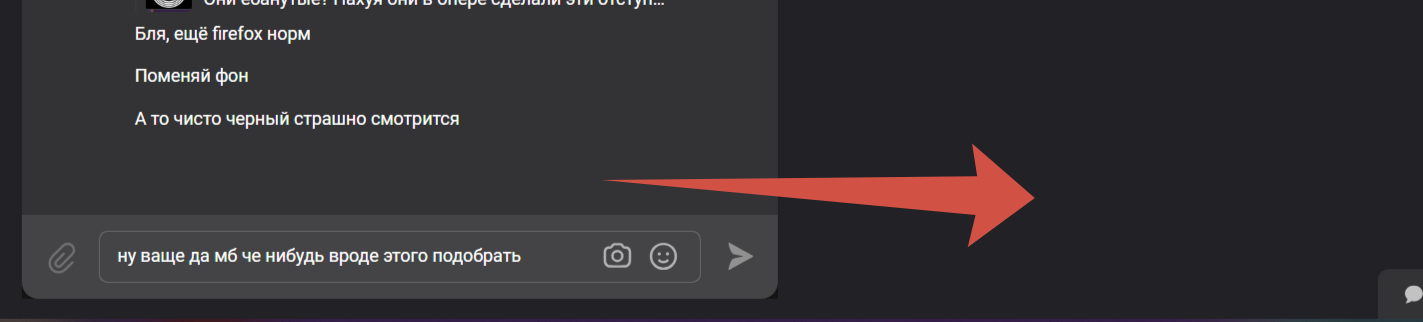 Они ебанутые? Нахуя они в опере сделали эти отступ...
Бля, ещё firefox норм
Поменяй фон
А то чисто черный страшно смотрится
ну ваще да мб че нибудь вроде этого подобрать